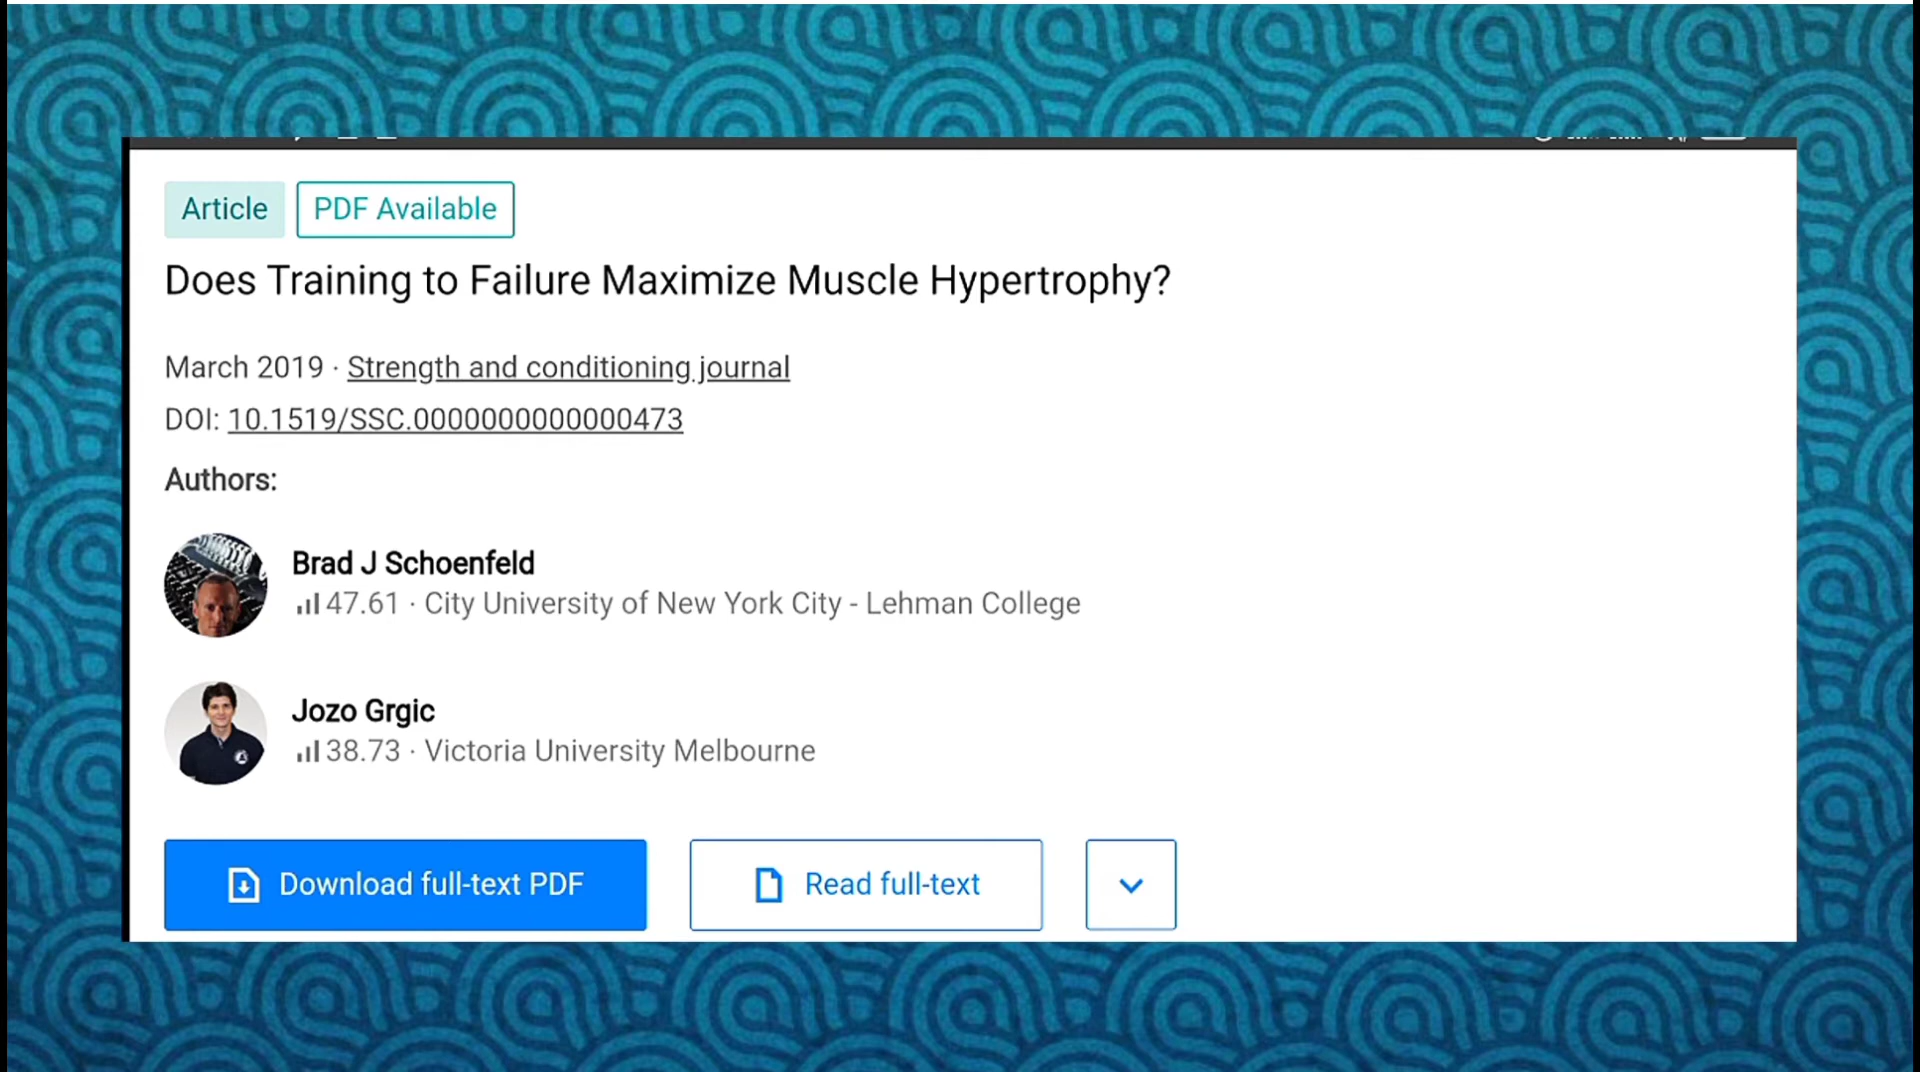 Article PDF Available
Does Training to Failure Maximize Muscle Hypertrophy?
March 2019 · Strength and conditioning journal
DOI: 10.1519/SSC.0000000000000473
Authors:
Brad J Schoenfeld
47.61 · City University of New York City - Lehman College
Jozo Grgic
38.73 · Victoria University Melbourne
Download full-text PDF Read full-text